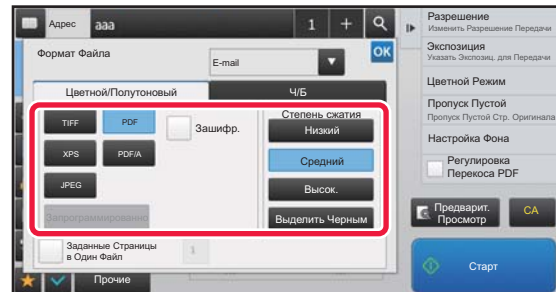 Адрес
aaa
1
Формат Файла
E-mail
OK
Цветной/Полутоновый
Ч/Б
TIFF
PDF
Зашифр.
XPS
PDF/A
JPEG
Запрограммированно
Степень сжатия
Низкий
Средний
Высок.
Выделить Черным
Заданные Страницы
в Один Файл
1
Прочие
Разрешение
Изменить Разрешение Передачи
Экспозиция
Указать Экспозиц. для Передачи
Цветной Режим
Пропуск Пустой
Пропуск Пустой Стр. Оригинала
Настройка Фона
Регулировка
Перекоса PDF
Предварит.
Просмотр
CA
Старт